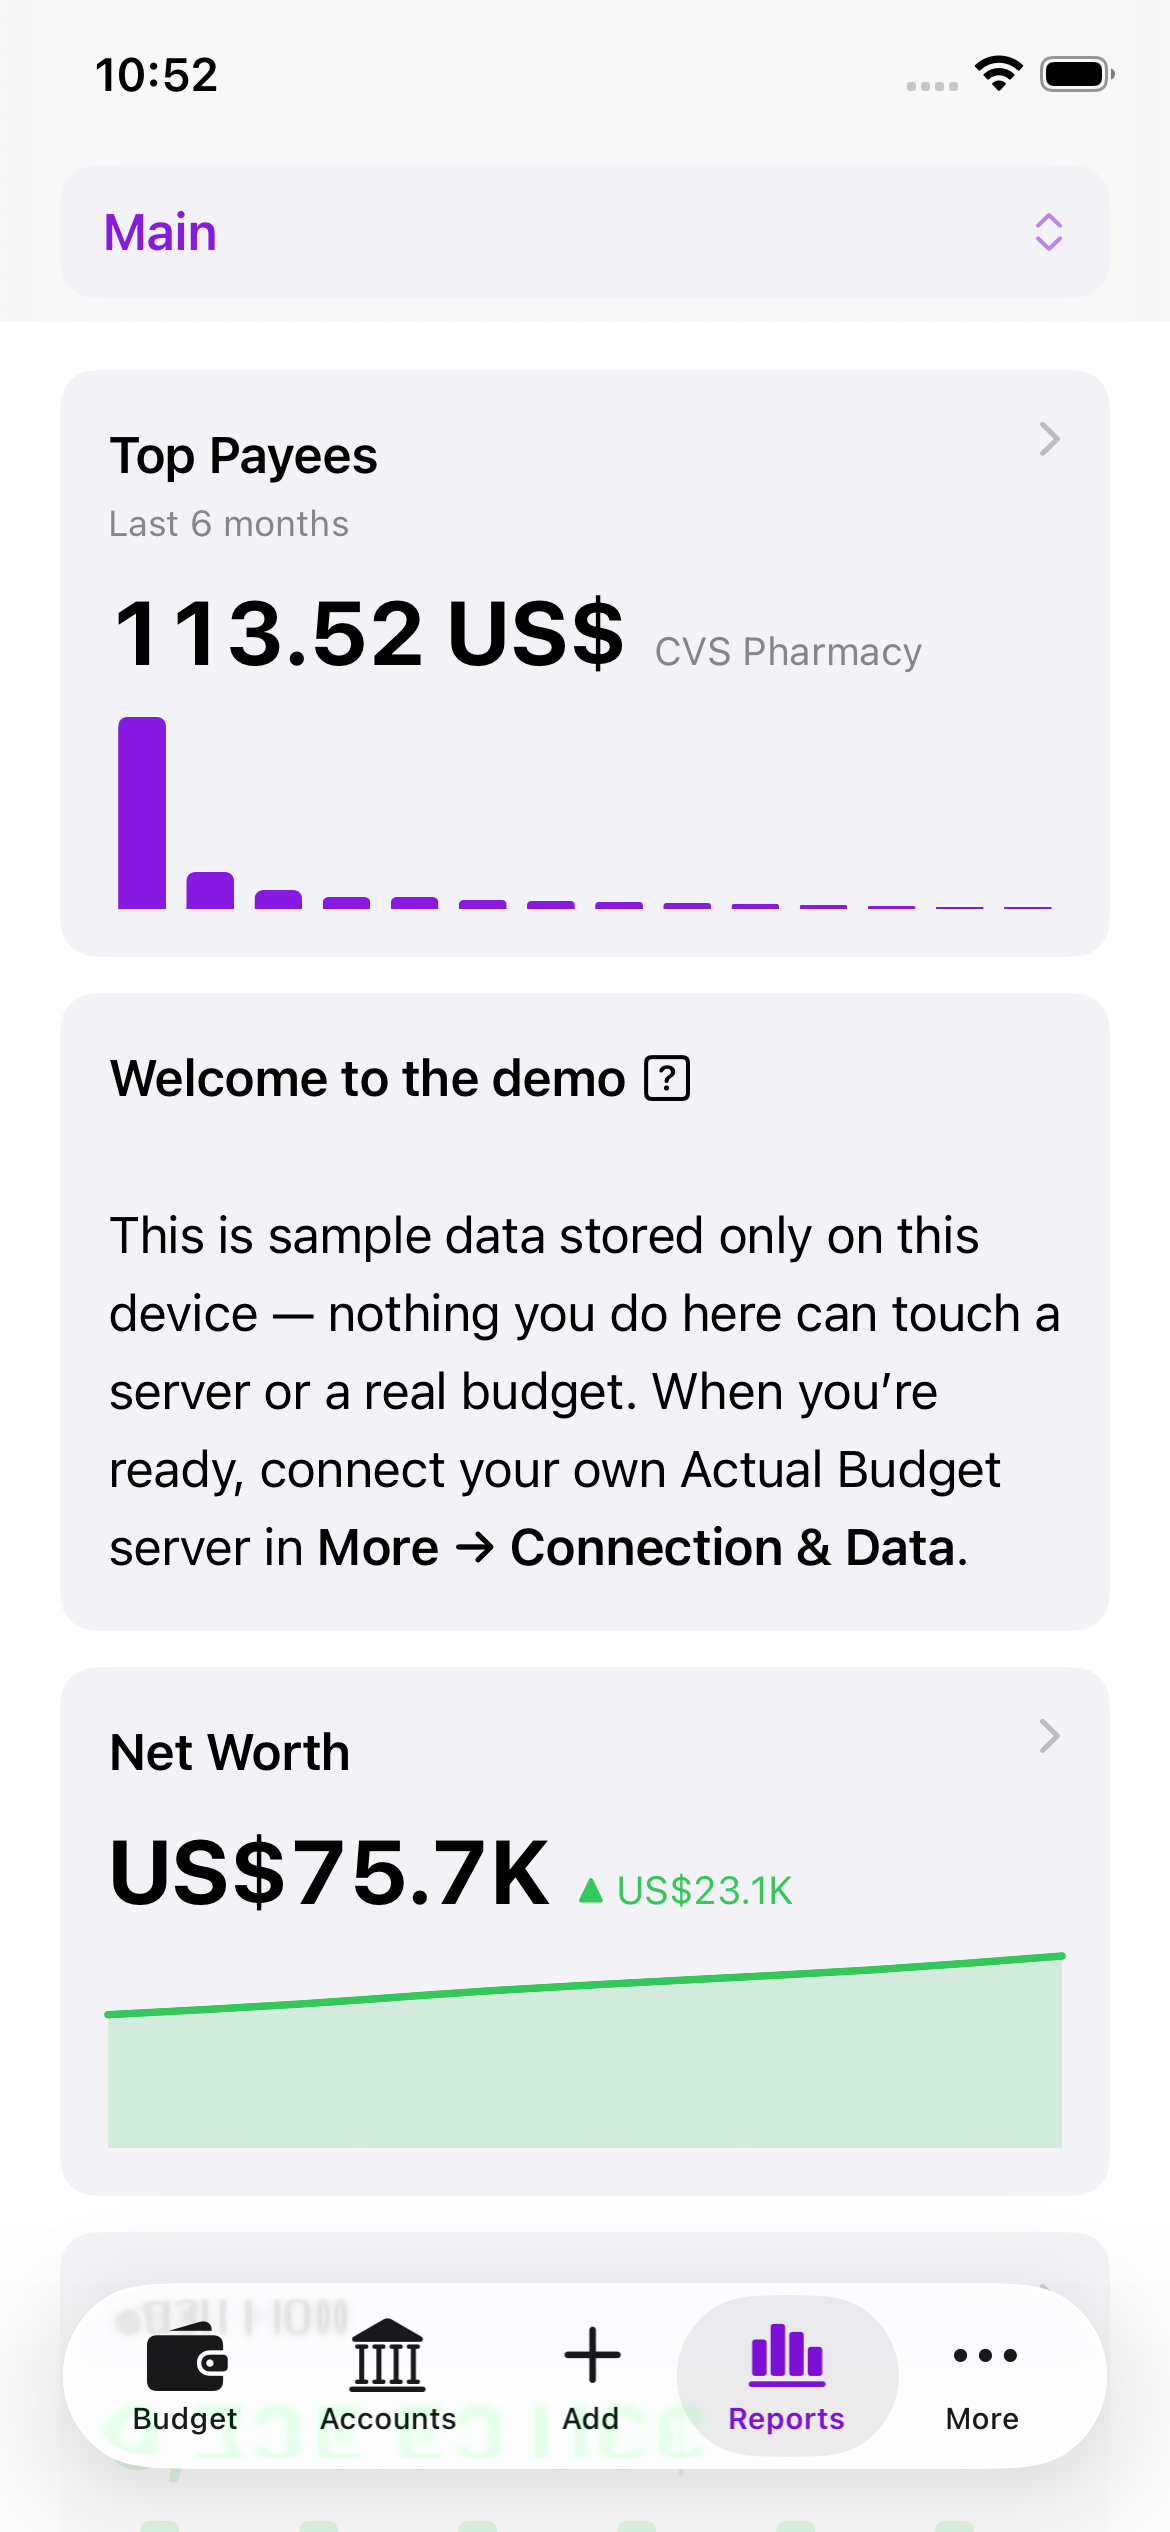 10:52
Main
Top Payees
Last 6 months
113.52 US$ CVS Pharmacy
Welcome to the demo ?
This is sample data stored only on this
device — nothing you do here can touch a
server or a real budget. When you’re
ready, connect your own Actual Budget
server in More → Connection & Data.
Net Worth
US$75.7K ▲ US$23.1K
Budget Accounts Add Reports More